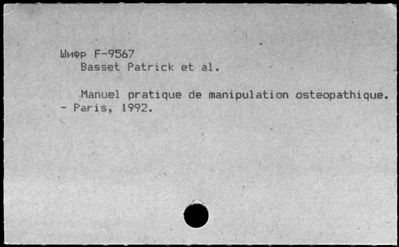 Шифр F-9567
Basset Patrick et al.
Manuel pratique de manipulation osteopathique.
- Paris, 1992.